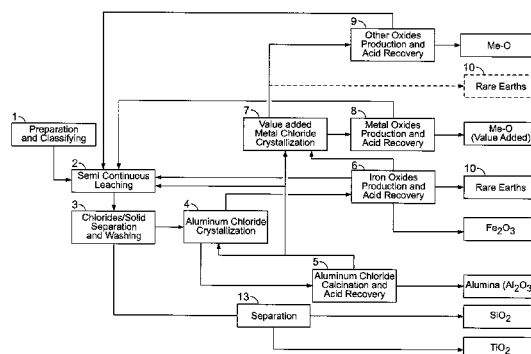 9
Other Oxides
Production and
Acid Recovery
Me-O
10
Rare Earths
1
Preparation
and Classifying
7
Value added
Metal Chloride
Crystallization
8
Metal Oxides
Production and
Acid Recovery
Me-O
(Value Added)
2
Semi Continuous
Leaching
6
Iron Oxides
Production and
Acid Recovery
10
Rare Earths
3
Chlorides/Solid
Separation
and Washing
4
Aluminum Chloride
Crystallization
Fe2O3
5
Aluminum Chloride
Calcination and
Acid Recovery
Alumina (Al2O3
13
Separation
SiO2
TiO2